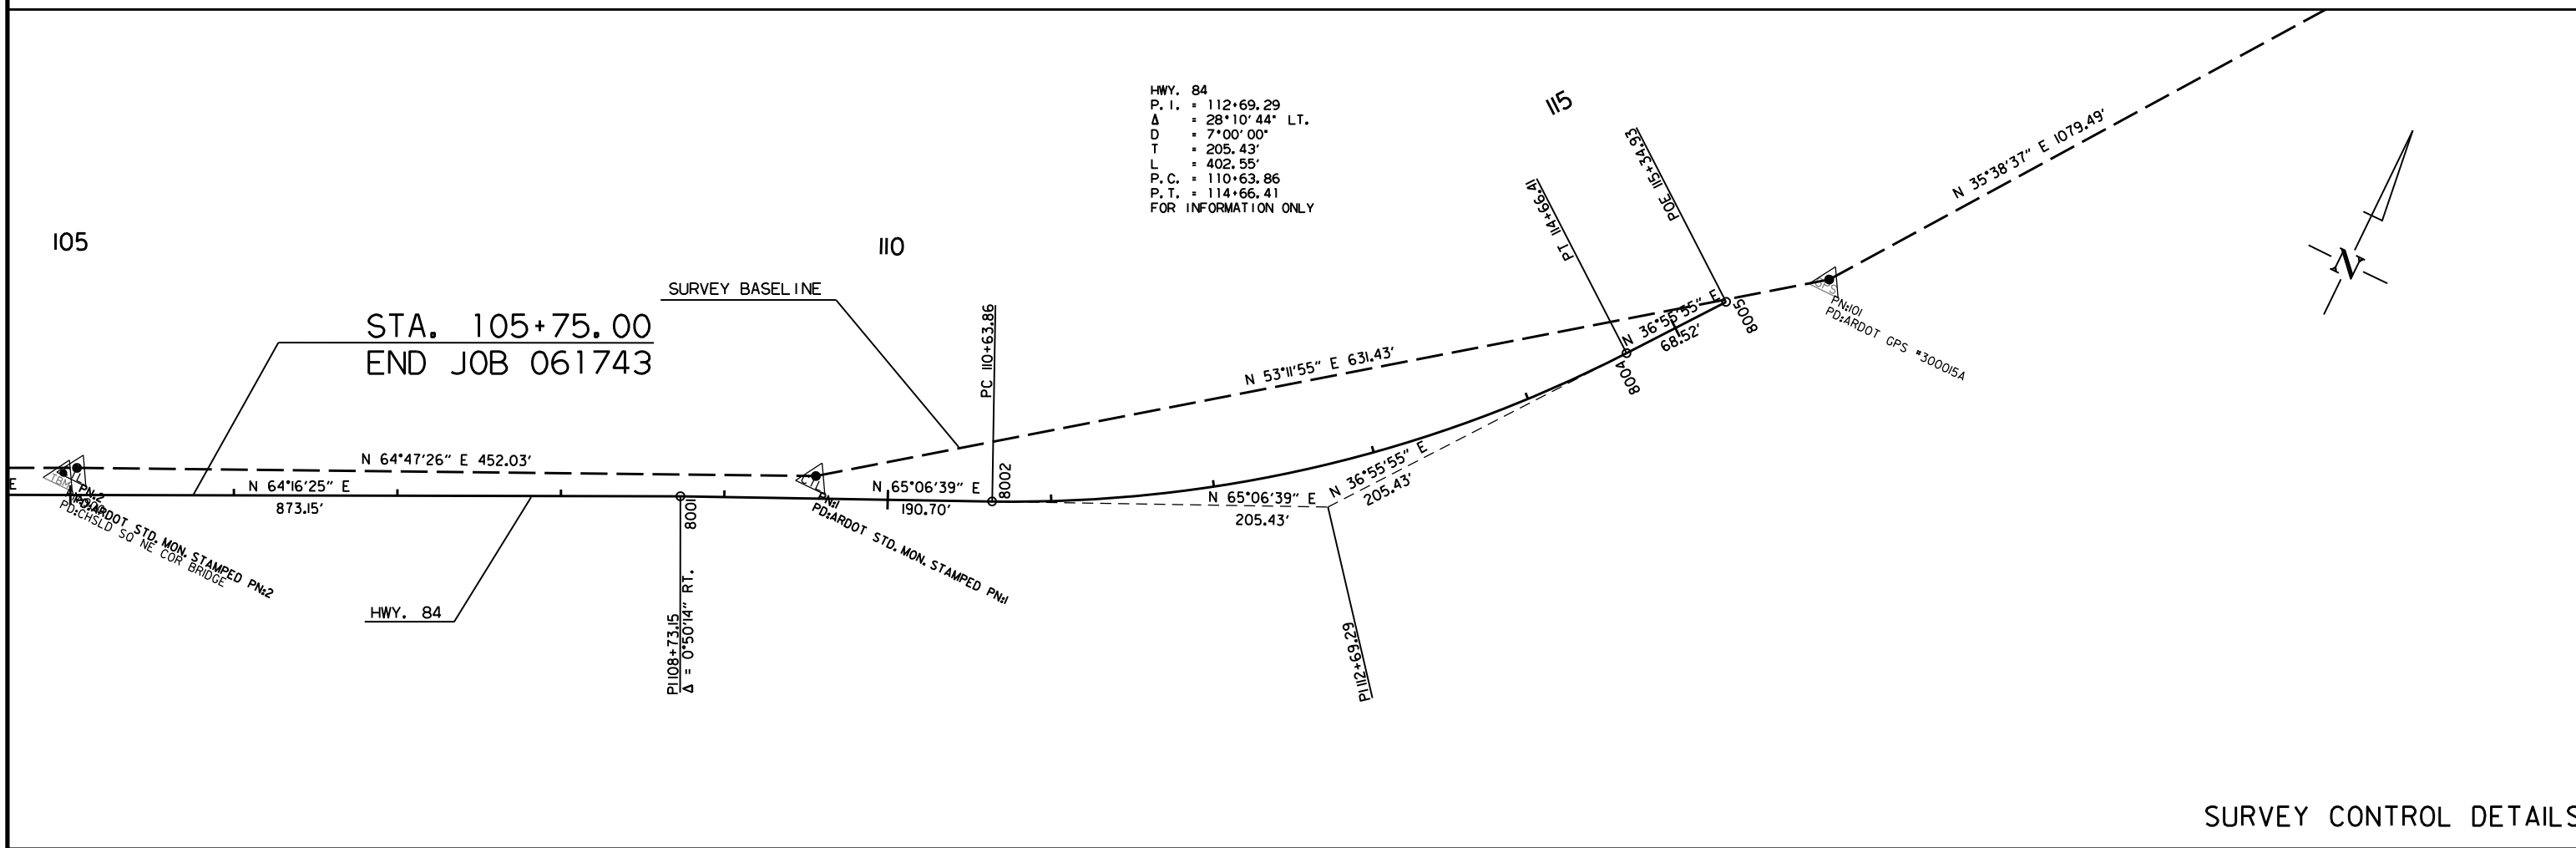 HWY. 84
P.I. = 112+69.29
Δ = 28°10'44" LT.
D = 7°00'00"
T = 205.43'
L = 402.55'
P.C. = 110+63.86
P.T. = 114+66.41
FOR INFORMATION ONLY
105
110
115
STA. 105+75.00
END JOB 061743
SURVEY BASELINE
PC 110+63.86
PT 114+66.41
POE 115+34.93
N 35°38'37" E 1079.49'
N
N 53°11'55" E 631.43'
N 36°55'55" E
68.52'
8005
8004
GPS
PN:101
PD:ARDOT GPS #300015A
E
N 64°47'26" E 452.03'
N 64°16'25" E
873.15'
TBM
PN:2
PD:ARDOT STD. MON. STAMPED PN:2
PD:CHSLD SQ NE COR BRIDGE
8001
PI 108+73.15
Δ = 0°50'14" RT.
HWY. 84
CTL
PN:1
PD:ARDOT STD. MON. STAMPED PN:1
N 65°06'39" E
190.70'
8002
N 65°06'39" E
205.43'
N 36°55'55" E
205.43'
PI 112+69.29
SURVEY CONTROL DETAILS